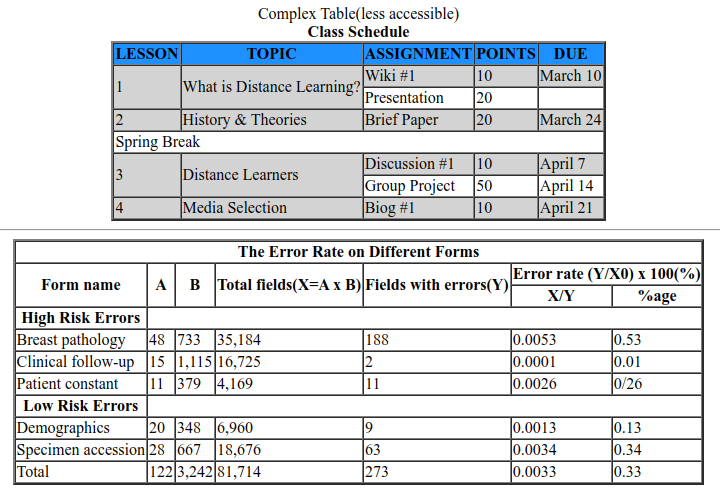 Complex Table(less accessible)
Class Schedule
LESSON TOPIC ASSIGNMENT POINTS DUE
1 What is Distance Learning? Wiki #1 10 March 10
Presentation 20
2 History & Theories Brief Paper 20 March 24
Spring Break
3 Distance Learners Discussion #1 10 April 7
Group Project 50 April 14
4 Media Selection Biog #1 10 April 21
The Error Rate on Different Forms
Form name A B Total fields(X=A x B) Fields with errors(Y) Error rate (Y/X0) x 100(%)
X/Y %age
High Risk Errors
Breast pathology 48 733 35,184 188 0.0053 0.53
Clinical follow-up 15 1,115 16,725 2 0.0001 0.01
Patient constant 11 379 4,169 11 0.0026 0/26
Low Risk Errors
Demographics 20 348 6,960 9 0.0013 0.13
Specimen accession 28 667 18,676 63 0.0034 0.34
Total 122 3,242 81,714 273 0.0033 0.33